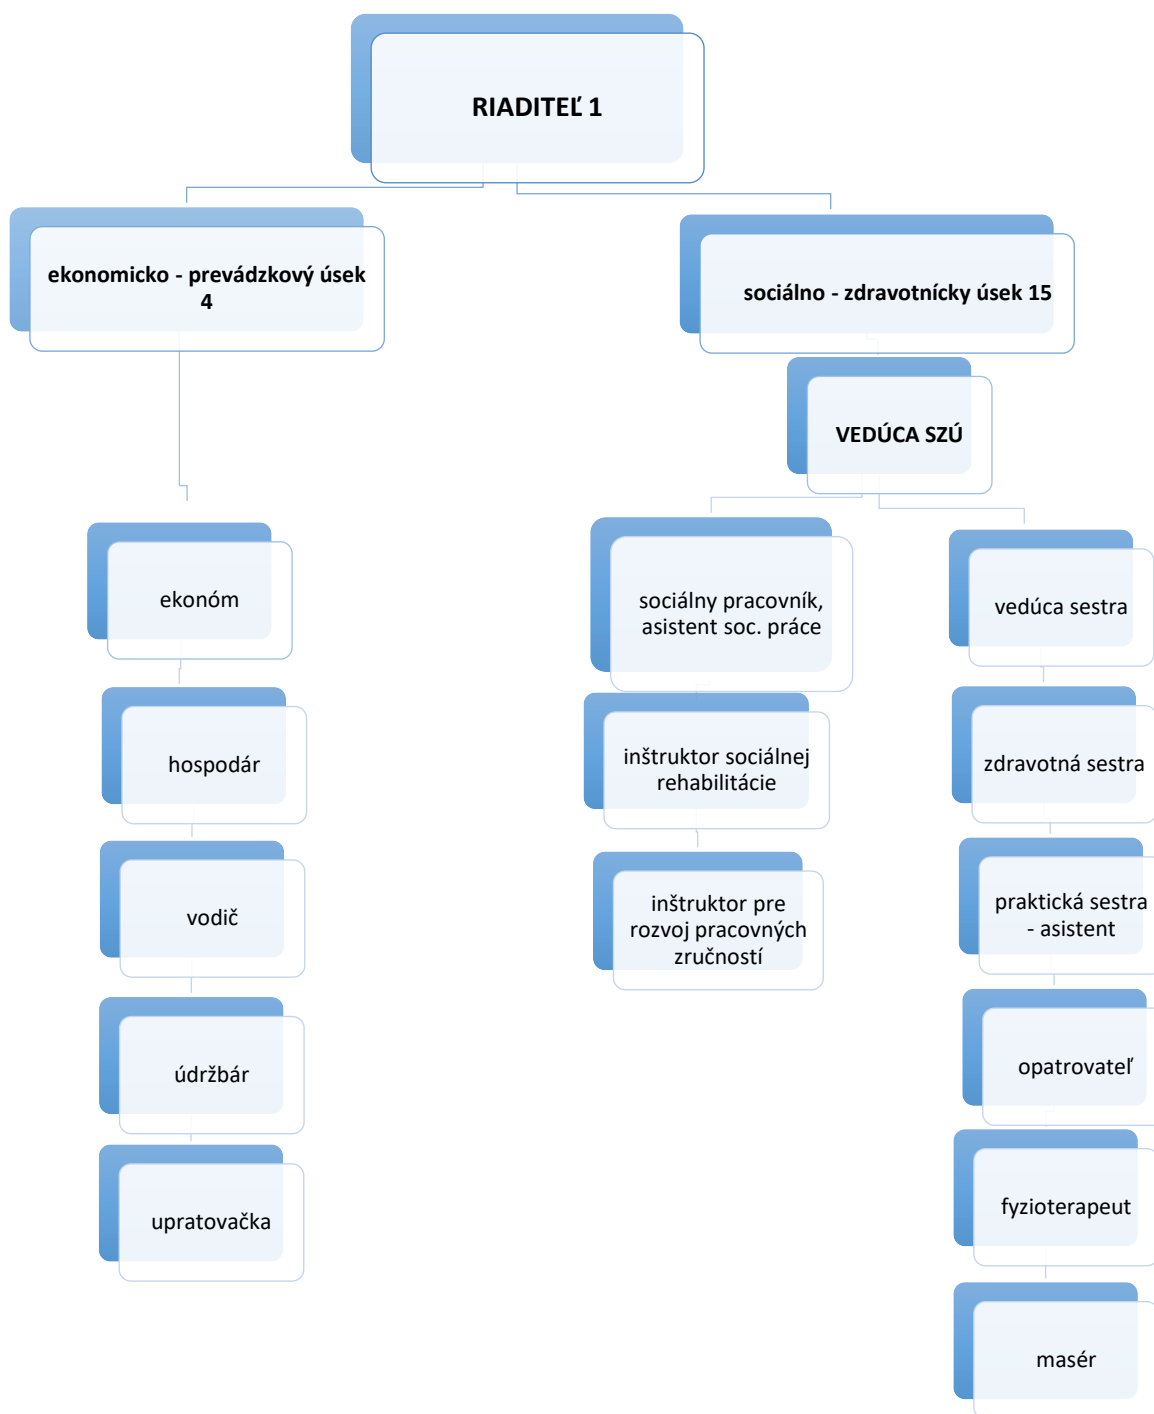 RIADITEĽ 1
ekonomicko - prevádzkový úsek
4
sociálno - zdravotnícky úsek 15
VEDÚCA SZÚ
ekonóm
hospodár
vodič
údržbár
upratovačka
sociálny pracovník,
asistent soc. práce
inštruktor sociálnej
rehabilitácie
inštruktor pre
rozvoj pracovných
zručností
vedúca sestra
zdravotná sestra
praktická sestra
- asistent
opatrovateľ
fyzioterapeut
masér